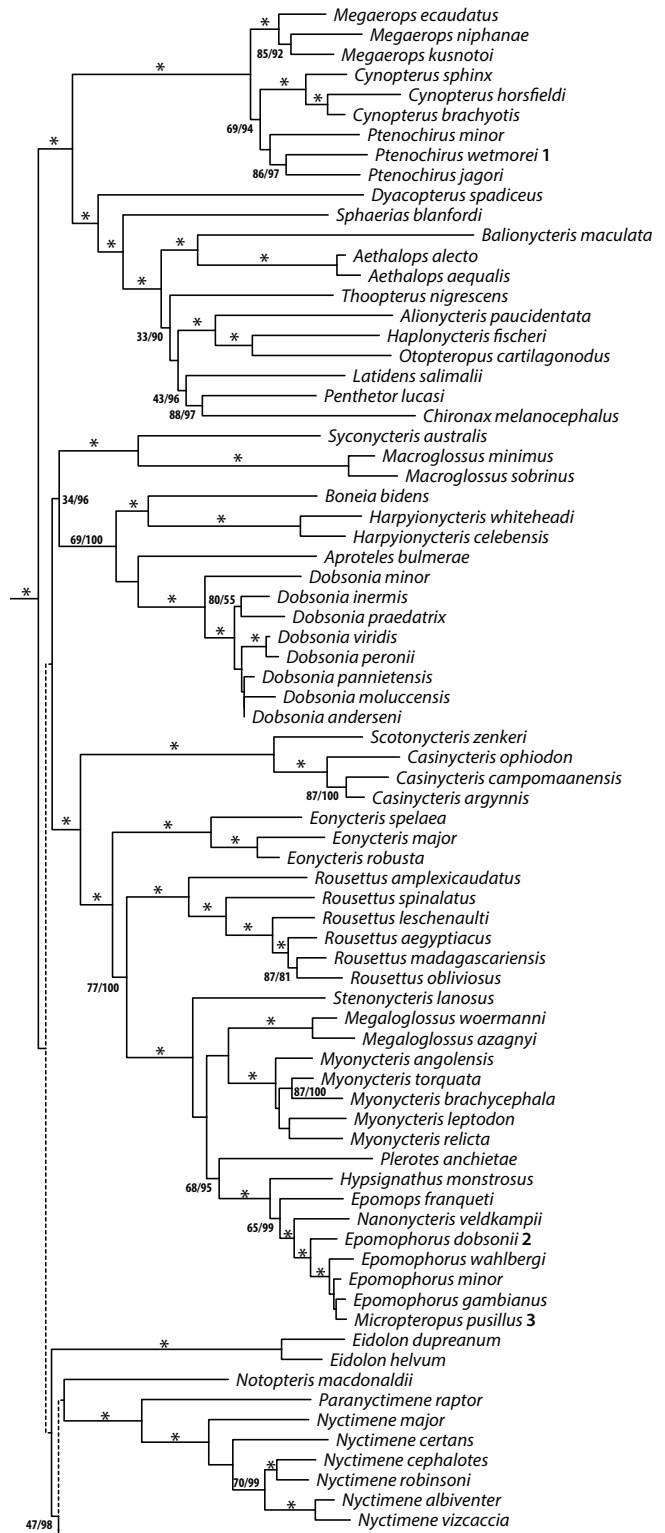 *
Megaerops ecaudatus
*
85/92
Megaerops niphanae
Megaerops kusnotoi
*
Cynopterus sphinx
*
Cynopterus horsfieldi
*
Cynopterus brachyotis
69/94
Ptenochirus minor
*
Ptenochirus wetmorei 1
86/97
Ptenochirus jagori
*
Dyacopterus spadiceus
*
Sphaerias blanfordi
*
Balionycteris maculata
*
Aethalops alecto
*
Aethalops aequalis
Thoopterus nigrescens
33/90
*
Alionycteris paucidentata
*
Haplonycteris fischeri
Otopteropus cartilagonodus
43/96
Latidens salimalii
88/97
Penthetor lucasi
Chironax melanocephalus
*
Syconycteris australis
*
Macroglossus minimus
Macroglossus sobrinus
34/96
*
Boneia bidens
69/100
*
Harpyionycteris whiteheadi
Harpyionycteris celebensis
Aproteles bulmerae
*
Dobsonia minor
80/55
Dobsonia inermis
*
Dobsonia praedatrix
*
Dobsonia viridis
Dobsonia peronii
Dobsonia pannietensis
Dobsonia moluccensis
Dobsonia anderseni
*
Scotonycteris zenkeri
*
Casinycteris ophiodon
87/100
Casinycteris campomaanensis
Casinycteris argynnis
*
*
Eonycteris spelaea
*
Eonycteris major
Eonycteris robusta
*
*
Rousettus amplexicaudatus
*
Rousettus spinalatus
*
Rousettus leschenaulti
*
Rousettus aegyptiacus
Rousettus madagascariensis
87/81
Rousettus obliviosus
77/100
Stenonycteris lanosus
*
*
Megaloglossus woermanni
Megaloglossus azagnyi
*
Myonycteris angolensis
Myonycteris torquata
87/100
Myonycteris brachycephala
Myonycteris leptodon
Myonycteris relicta
Plerotes anchietae
68/95
*
Hypsignathus monstrosus
65/99
Epomops franqueti
*
Nanonycteris veldkampii
*
Epomophorus dobsonii 2
*
Epomophorus wahlbergi
Epomophorus minor
Epomophorus gambianus
Micropteropus pusillus 3
*
Eidolon dupreanum
Eidolon helvum
Notopteris macdonaldii
*
Paranyctimene raptor
*
Nyctimene major
Nyctimene certans
70/99
*
Nyctimene cephalotes
Nyctimene robinsoni
*
Nyctimene albiventer
Nyctimene vizcaccia
47/98